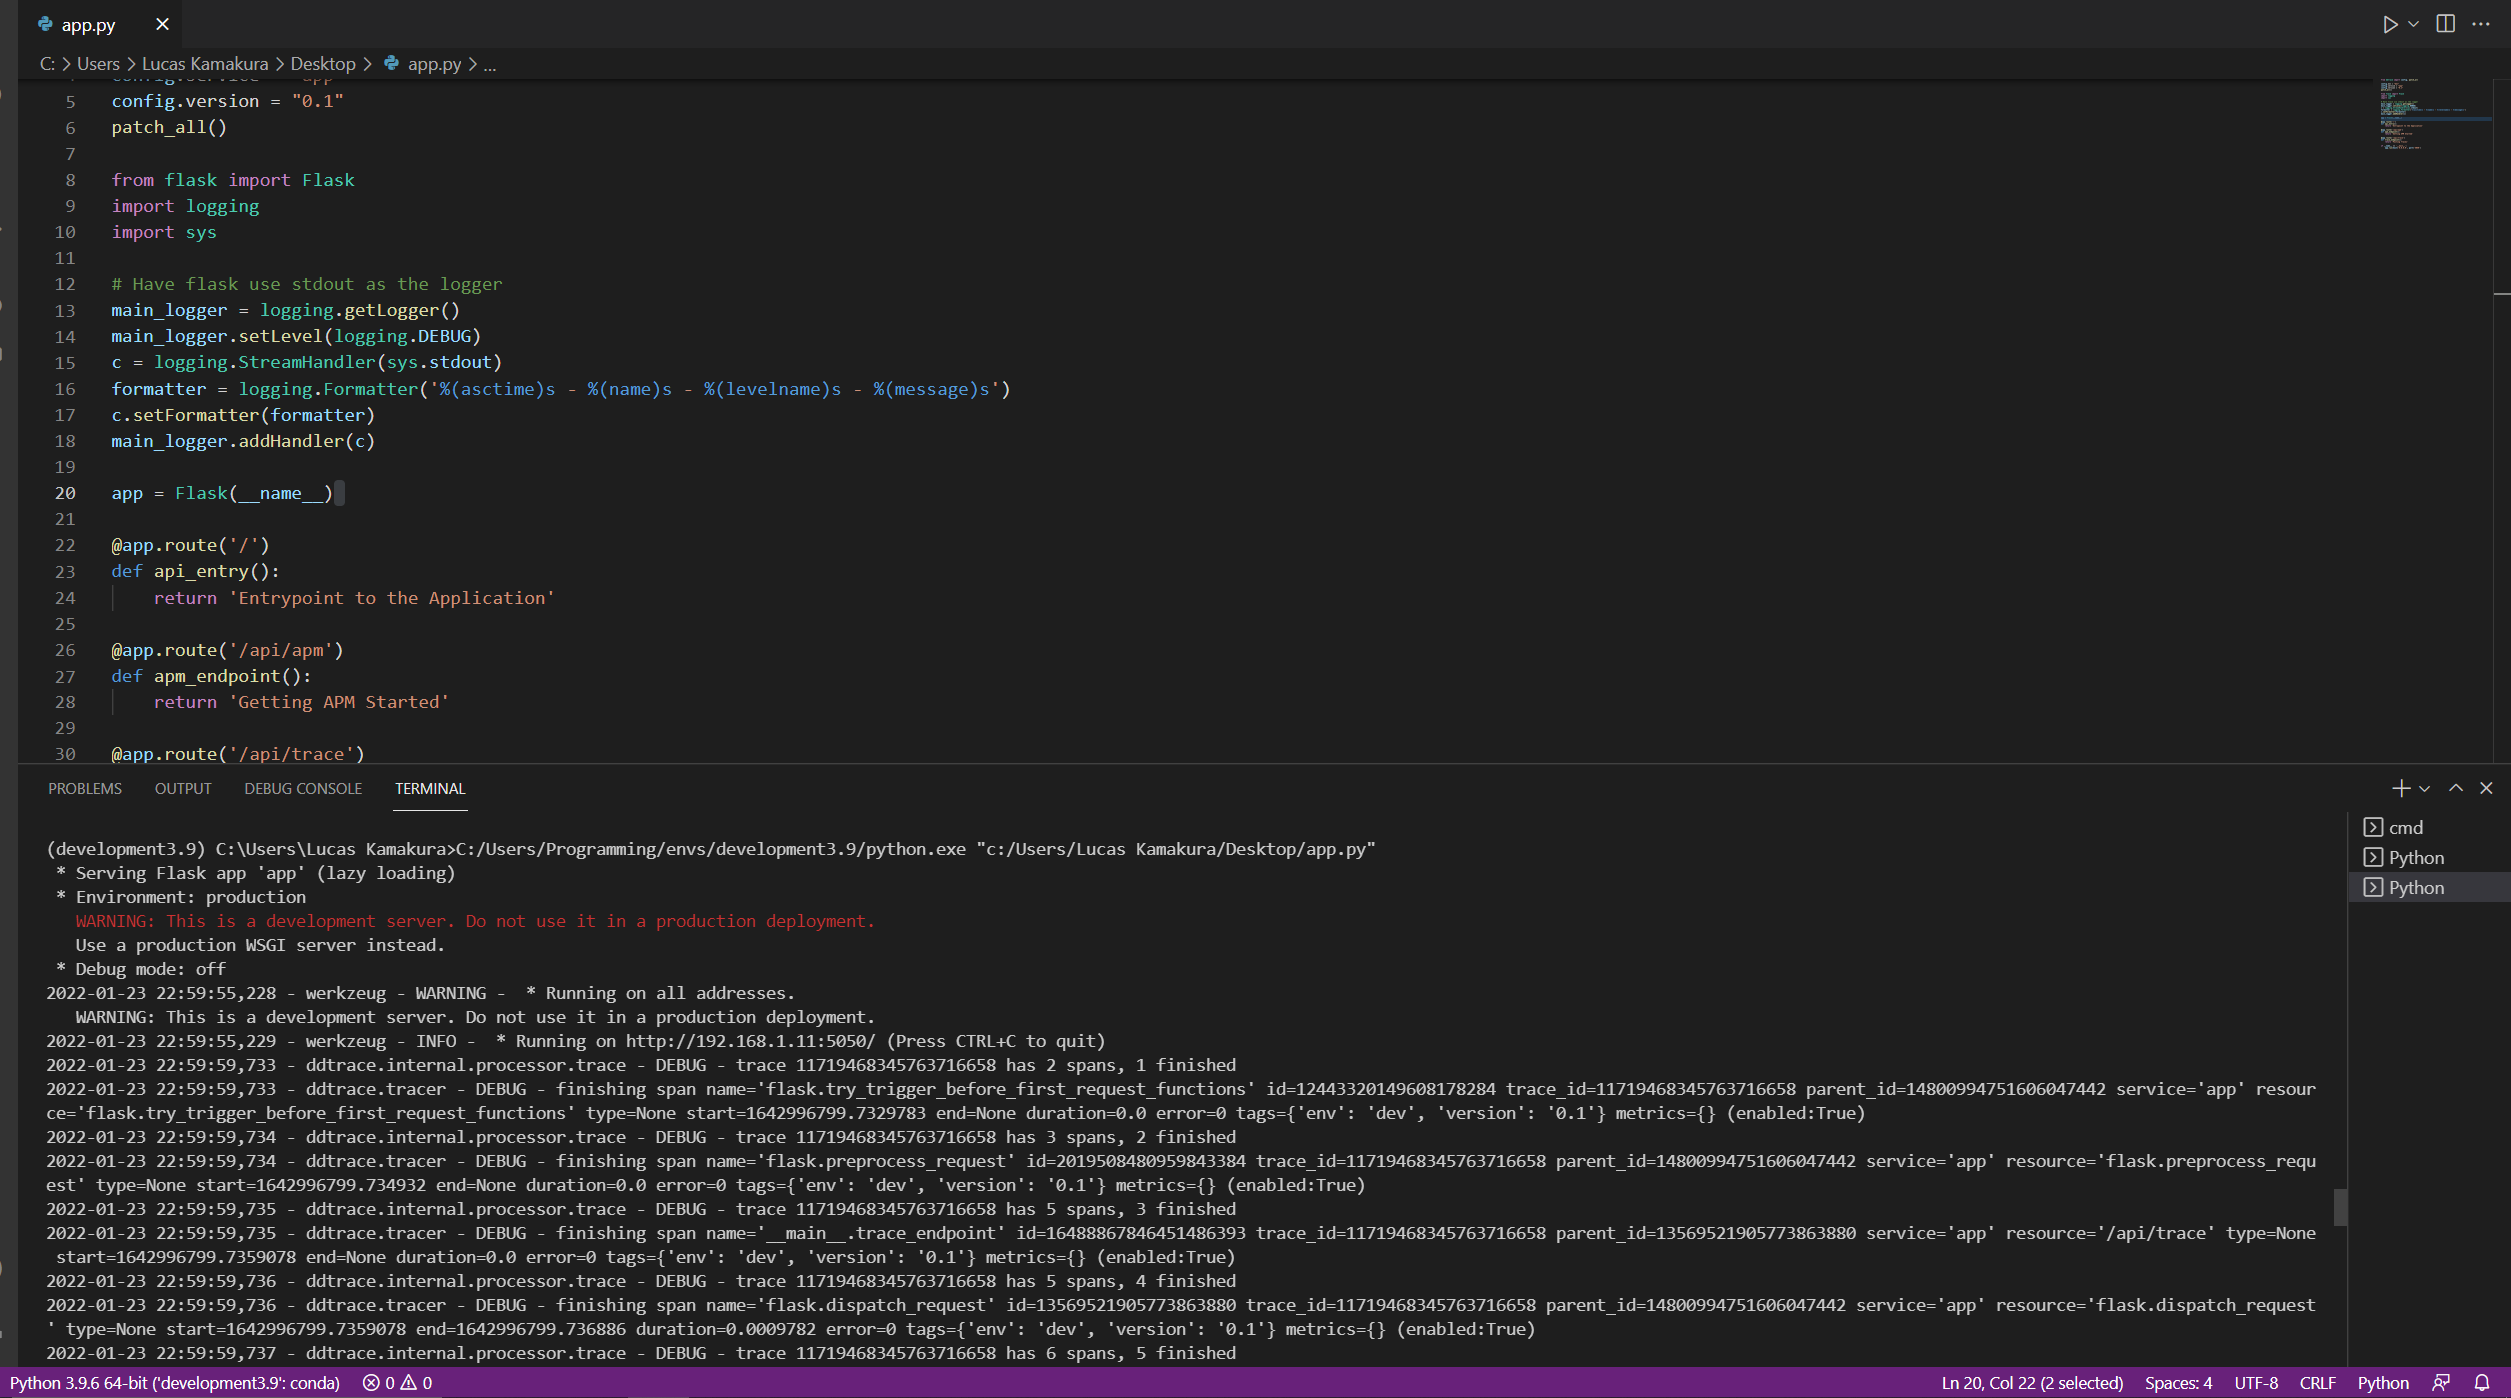 app.py
C: > Users > Lucas Kamakura > Desktop > app.py > ...
5 config.version = "0.1"
6 patch_all()
7
8 from flask import Flask
9 import logging
10 import sys
11
12 # Have flask use stdout as the logger
13 main_logger = logging.getLogger()
14 main_logger.setLevel(logging.DEBUG)
15 c = logging.StreamHandler(sys.stdout)
16 formatter = logging.Formatter('%(asctime)s - %(name)s - %(levelname)s - %(message)s')
17 c.setFormatter(formatter)
18 main_logger.addHandler(c)
19
20 app = Flask(__name__)
21
22 @app.route('/')
23 def api_entry():
24 return 'Entrypoint to the Application'
25
26 @app.route('/api/apm')
27 def apm_endpoint():
28 return 'Getting APM Started'
29
30 @app.route('/api/trace')
PROBLEMS OUTPUT DEBUG CONSOLE TERMINAL
cmd
Python
Python
(development3.9) C:\Users\Lucas Kamakura>C:/Users/Programming/envs/development3.9/python.exe "c:/Users/Lucas Kamakura/Desktop/app.py"
* Serving Flask app 'app' (lazy loading)
* Environment: production
WARNING: This is a development server. Do not use it in a production deployment.
Use a production WSGI server instead.
* Debug mode: off
2022-01-23 22:59:55,228 - werkzeug - WARNING -  * Running on all addresses.
WARNING: This is a development server. Do not use it in a production deployment.
2022-01-23 22:59:55,229 - werkzeug - INFO -  * Running on http://192.168.1.11:5050/ (Press CTRL+C to quit)
2022-01-23 22:59:59,733 - ddtrace.internal.processor.trace - DEBUG - trace 11719468345763716658 has 2 spans, 1 finished
2022-01-23 22:59:59,733 - ddtrace.tracer - DEBUG - finishing span name='flask.try_trigger_before_first_request_functions' id=12443320149608178284 trace_id=11719468345763716658 parent_id=14800994751606047442 service='app' resour
ce='flask.try_trigger_before_first_request_functions' type=None start=1642996799.7329783 end=None duration=0.0 error=0 tags={'env': 'dev', 'version': '0.1'} metrics={} (enabled:True)
2022-01-23 22:59:59,734 - ddtrace.internal.processor.trace - DEBUG - trace 11719468345763716658 has 3 spans, 2 finished
2022-01-23 22:59:59,734 - ddtrace.tracer - DEBUG - finishing span name='flask.preprocess_request' id=2019508480959843384 trace_id=11719468345763716658 parent_id=14800994751606047442 service='app' resource='flask.preprocess_requ
est' type=None start=1642996799.734932 end=None duration=0.0 error=0 tags={'env': 'dev', 'version': '0.1'} metrics={} (enabled:True)
2022-01-23 22:59:59,735 - ddtrace.internal.processor.trace - DEBUG - trace 11719468345763716658 has 5 spans, 3 finished
2022-01-23 22:59:59,735 - ddtrace.tracer - DEBUG - finishing span name='__main__.trace_endpoint' id=16488867846451486393 trace_id=11719468345763716658 parent_id=13569521905773863880 service='app' resource='/api/trace' type=None
start=1642996799.7359078 end=None duration=0.0 error=0 tags={'env': 'dev', 'version': '0.1'} metrics={} (enabled:True)
2022-01-23 22:59:59,736 - ddtrace.internal.processor.trace - DEBUG - trace 11719468345763716658 has 5 spans, 4 finished
2022-01-23 22:59:59,736 - ddtrace.tracer - DEBUG - finishing span name='flask.dispatch_request' id=13569521905773863880 trace_id=11719468345763716658 parent_id=14800994751606047442 service='app' resource='flask.dispatch_request
' type=None start=1642996799.7359078 end=1642996799.736886 duration=0.0009782 error=0 tags={'env': 'dev', 'version': '0.1'} metrics={} (enabled:True)
2022-01-23 22:59:59,737 - ddtrace.internal.processor.trace - DEBUG - trace 11719468345763716658 has 6 spans, 5 finished
Python 3.9.6 64-bit ('development3.9': conda) 0 0 Ln 20, Col 22 (2 selected) Spaces: 4 UTF-8 CRLF Python